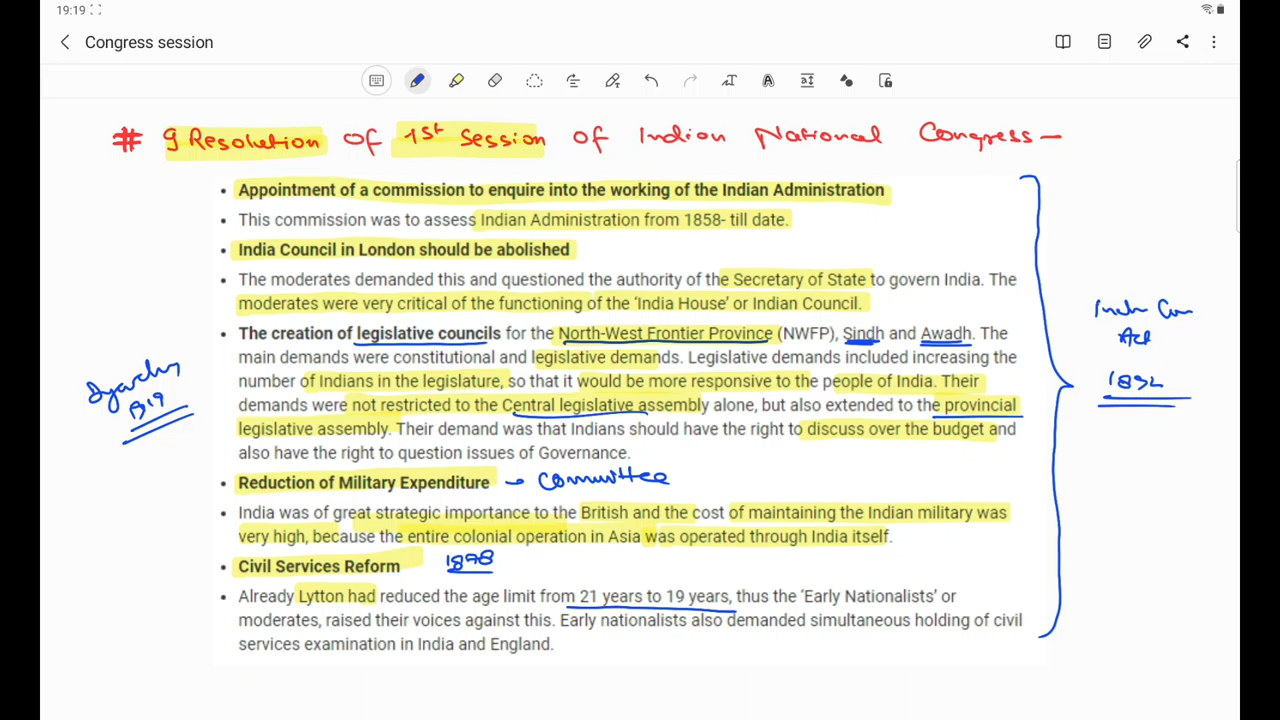 19:19
Congress session
# 9 Resolution of 1st Session of Indian National Congress—
• Appointment of a commission to enquire into the working of the Indian Administration
• This commission was to assess Indian Administration from 1858- till date.
• India Council in London should be abolished
• The moderates demanded this and questioned the authority of the Secretary of State to govern India. The
moderates were very critical of the functioning of the ‘India House’ or Indian Council.
• The creation of legislative councils for the North-West Frontier Province (NWFP), Sindh and Awadh. The
main demands were constitutional and legislative demands. Legislative demands included increasing the
number of Indians in the legislature, so that it would be more responsive to the people of India. Their
demands were not restricted to the Central legislative assembly alone, but also extended to the provincial
legislative assembly. Their demand was that Indians should have the right to discuss over the budget and
also have the right to question issues of Governance.
• Reduction of Military Expenditure → Committee
India was of great strategic importance to the British and the cost of maintaining the Indian military was
very high, because the entire colonial operation in Asia was operated through India itself.
• Civil Services Reform 1878
• Already Lytton had reduced the age limit from 21 years to 19 years, thus the ‘Early Nationalists’ or
moderates, raised their voices against this. Early nationalists also demanded simultaneous holding of civil
services examination in India and England.
Act
1892
1919